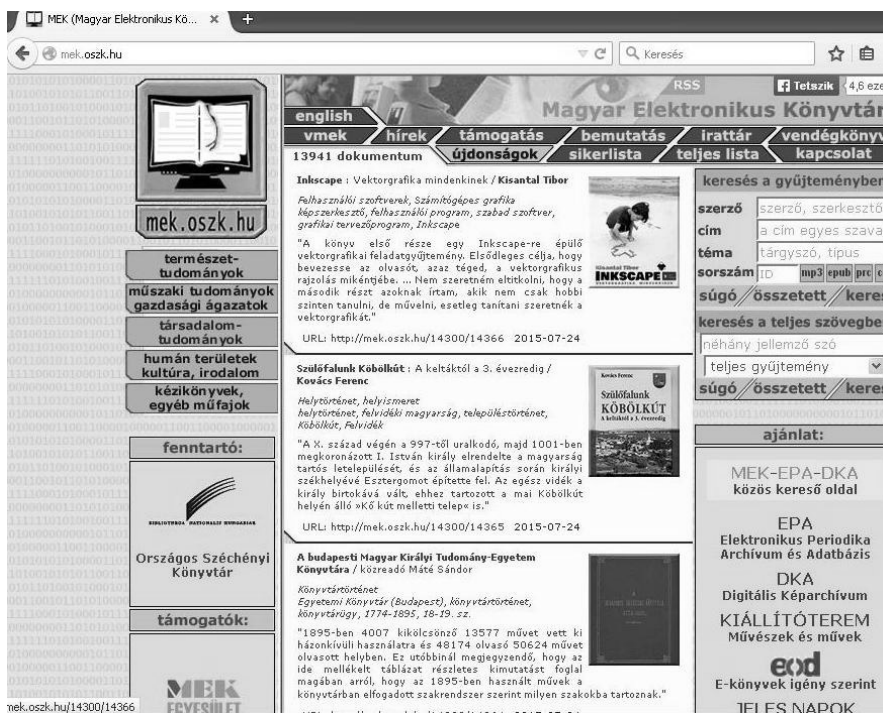 MEK (Magyar Elektronikus Kö...
mek.oszk.hu
Keresés
mek.oszk.hu
természet-
tudományok
műszaki tudományok
gazdasági ágazatok
társadalom-
tudományok
humán területek
kultúra, irodalom
kézikönyvek,
egyéb műfajok
fenntartó:
BIBLIOTHECA NATIONALIS HUNGARIAE
Országos Széchényi
Könyvtár
támogatók:
MEK
EGYESÜLET
mek.oszk.hu/14300/14366
RSS
Tetszik
4,6 eze
Magyar Elektronikus Könyvtár
english
vmek
hírek
támogatás
bemutatás
irattár
vendégkönyv
13941 dokumentum
újdonságok
sikerlista
teljes lista
kapcsolat
Inkscape : Vektorgrafika mindenkinek / Kisantal Tibor
Felhasználói szoftverek, Számítógépes grafika
képszerkesztő, felhasználói program, szabad szoftver,
grafikai tervezőprogram, Inkscape
"A könyv első része egy Inkscape-re épülő
vektorgrafikai feladatgyűjtemény. Elsődleges célja, hogy
bevezesse az olvasót, azaz téged, a vektorgrafikus
rajzolás mikéntjébe. ... Nem szeretném eltitkolni, hogy a
második részt azoknak írtam, akik nem csak hobbi
szinten tanulni, de művelni, esetleg tanítani szeretnék a
vektorgrafikát."
URL: http://mek.oszk.hu/14300/14366 2015-07-24
Kisantal Tibor
INKSCAPE
Szülőfalunk Köbölkút : A keltáktól a 3. évezredig /
Kovács Ferenc
Helytörténet, helyismeret
helytörténet, felvidéki magyarság, településtörténet,
Köbölkút, Felvidék
"A X. század végén a 997-től uralkodó, majd 1001-ben
megkoronázott I. István király elrendelte a magyarság
tartós letelepülését, és az államalapítás során királyi
székhelyévé Esztergomot építette fel. Az egész vidék a
király birtokává vált, ehhez tartozott a mai Köbölkút
helyén álló »Kő kút melletti telep« is."
URL: http://mek.oszk.hu/14300/14365 2015-07-24
Kovács Ferenc
Szülőfalunk
KÖBÖLKÚT
A keltáktól a 3. évezredig
A budapesti Magyar Királyi Tudomány-Egyetem
Könyvtára / közreadó Máté Sándor
Könyvtártörténet
Egyetemi Könyvtár (Budapest), könyvtártörténet,
könyvtárügy, 1774-1895, 18-19. sz.
"1895-ben 4007 kikölcsönző 13577 művet vett ki
házonkívüli használatra és 48174 olvasó 50624 művet
olvasott helyben. Ez utóbbinál megjegyzendő, hogy az
ide mellékelt táblázat részletes kimutatást foglal
magában arról, hogy az 1895-ben használt művek a
könyvtárban elfogadott szakrendszer szerint milyen szakokba tartoznak."
keresés a gyűjteményben
szerző szerző, szerkesztő
cím a cím egyes szava
téma tárgyszó, típus
sorszám ID mp3 epub prc
súgó összetett keres
keresés a teljes szövegbe
néhány jellemző szó
teljes gyűjtemény
súgó összetett keres
ajánlat:
MEK-EPA-DKA
közös kereső oldal
EPA
Elektronikus Periodika
Archívum és Adatbázis
DKA
Digitális Képarchívum
KIÁLLÍTÓTEREM
Művészek és művek
eod
E-könyvek igény szerint
JELES NAPOK